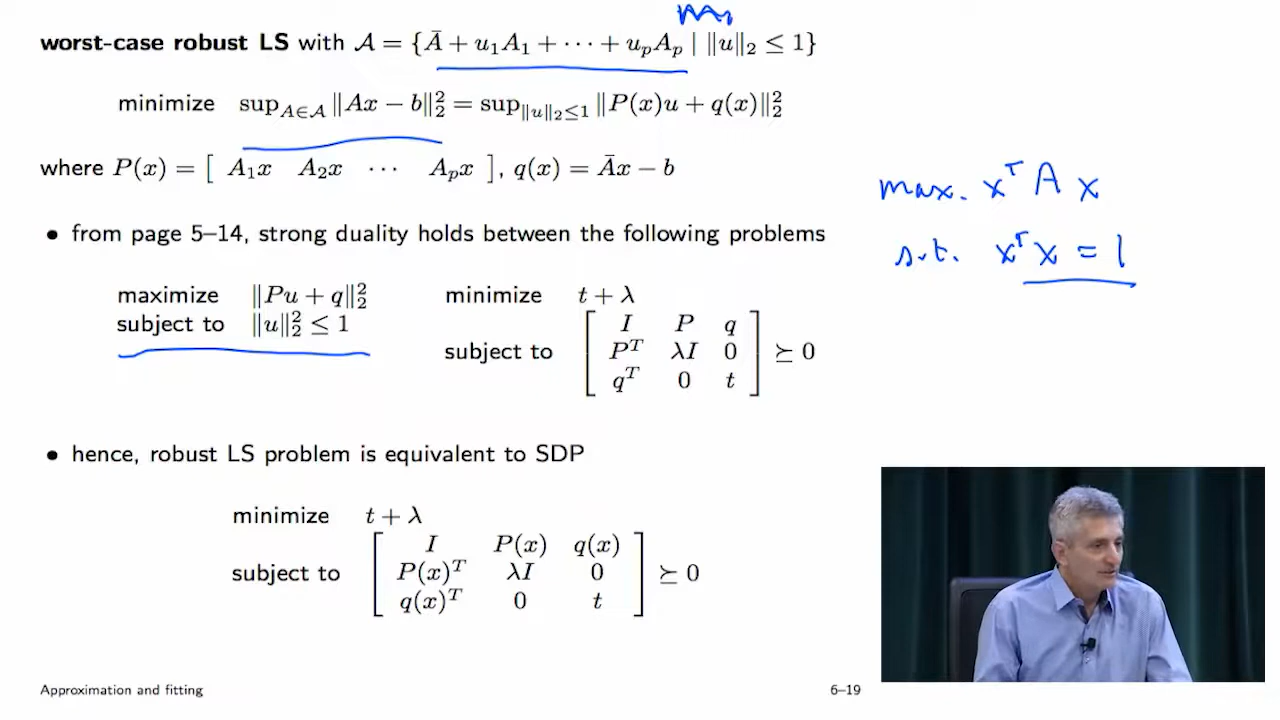 worst-case robust LS with 𝒜 = {Ā + u₁A₁ + ⋯ + uₚAₚ | ‖u‖₂ ≤ 1}
minimize sup_{A∈𝒜} ‖Ax − b‖₂² = sup_{‖u‖₂≤1} ‖P(x)u + q(x)‖₂²
where P(x) = [ A₁x A₂x ⋯ Aₚx ], q(x) = Āx − b
max. xᵀ A x
s.t. xᵀx = 1
• from page 5–14, strong duality holds between the following problems
maximize ‖Pu + q‖₂²
subject to ‖u‖₂² ≤ 1
minimize t + λ
subject to [ I P q
Pᵀ λI 0
qᵀ 0 t ] ⪰ 0
• hence, robust LS problem is equivalent to SDP
minimize t + λ
subject to [ I P(x) q(x)
P(x)ᵀ λI 0
q(x)ᵀ 0 t ] ⪰ 0
Approximation and fitting 6–19